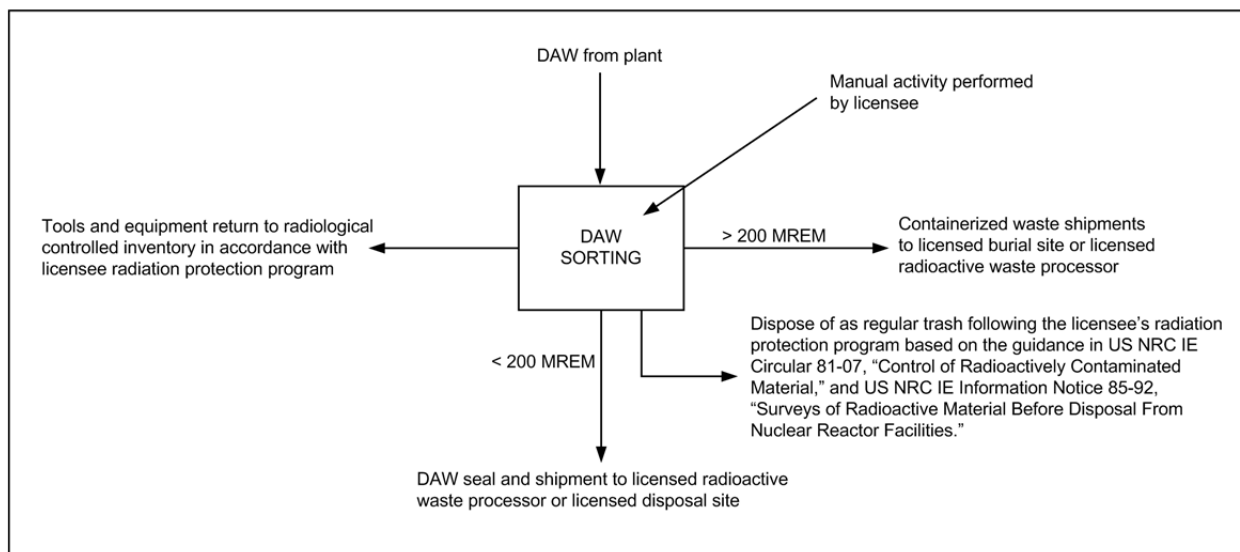 DAW from plant
Manual activity performed
by licensee
Tools and equipment return to radiological
controlled inventory in accordance with
licensee radiation protection program
DAW
SORTING
> 200 MREM
Containerized waste shipments
to licensed burial site or licensed
radioactive waste processor
< 200 MREM
Dispose of as regular trash following the licensee’s radiation
protection program based on the guidance in US NRC IE
Circular 81-07, “Control of Radioactively Contaminated
Material,” and US NRC IE Information Notice 85-92,
“Surveys of Radioactive Material Before Disposal From
Nuclear Reactor Facilities.”
DAW seal and shipment to licensed radioactive
waste processor or licensed disposal site